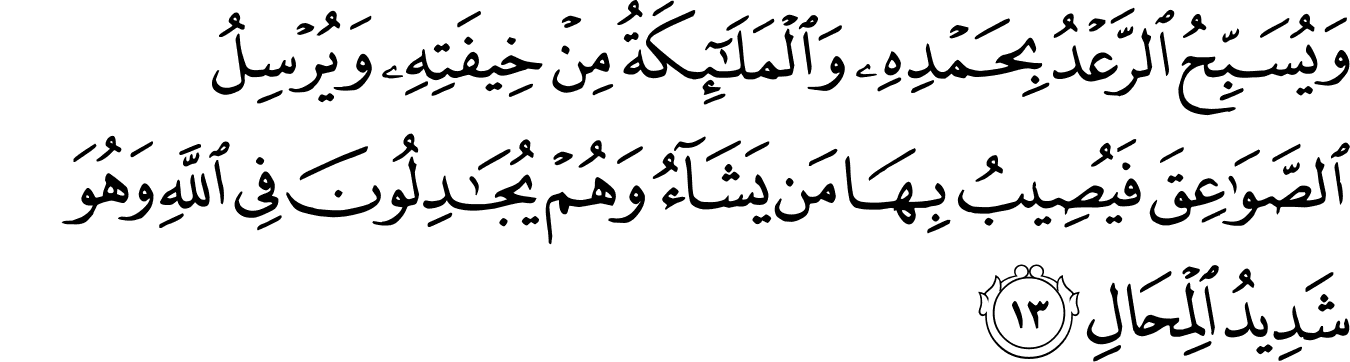 وَيُسَبِّحُ ٱلرَّعْدُ بِحَمْدِهِۦ وَٱلْمَلَـٰٓئِكَةُ مِنْ خِيفَتِهِۦ وَيُرْسِلُ
ٱلصَّوَٰعِقَ فَيُصِيبُ بِهَا مَن يَشَآءُ وَهُمْ يُجَـٰدِلُونَ فِى ٱللَّهِ وَهُوَ
شَدِيدُ ٱلْمِحَالِ ١٣